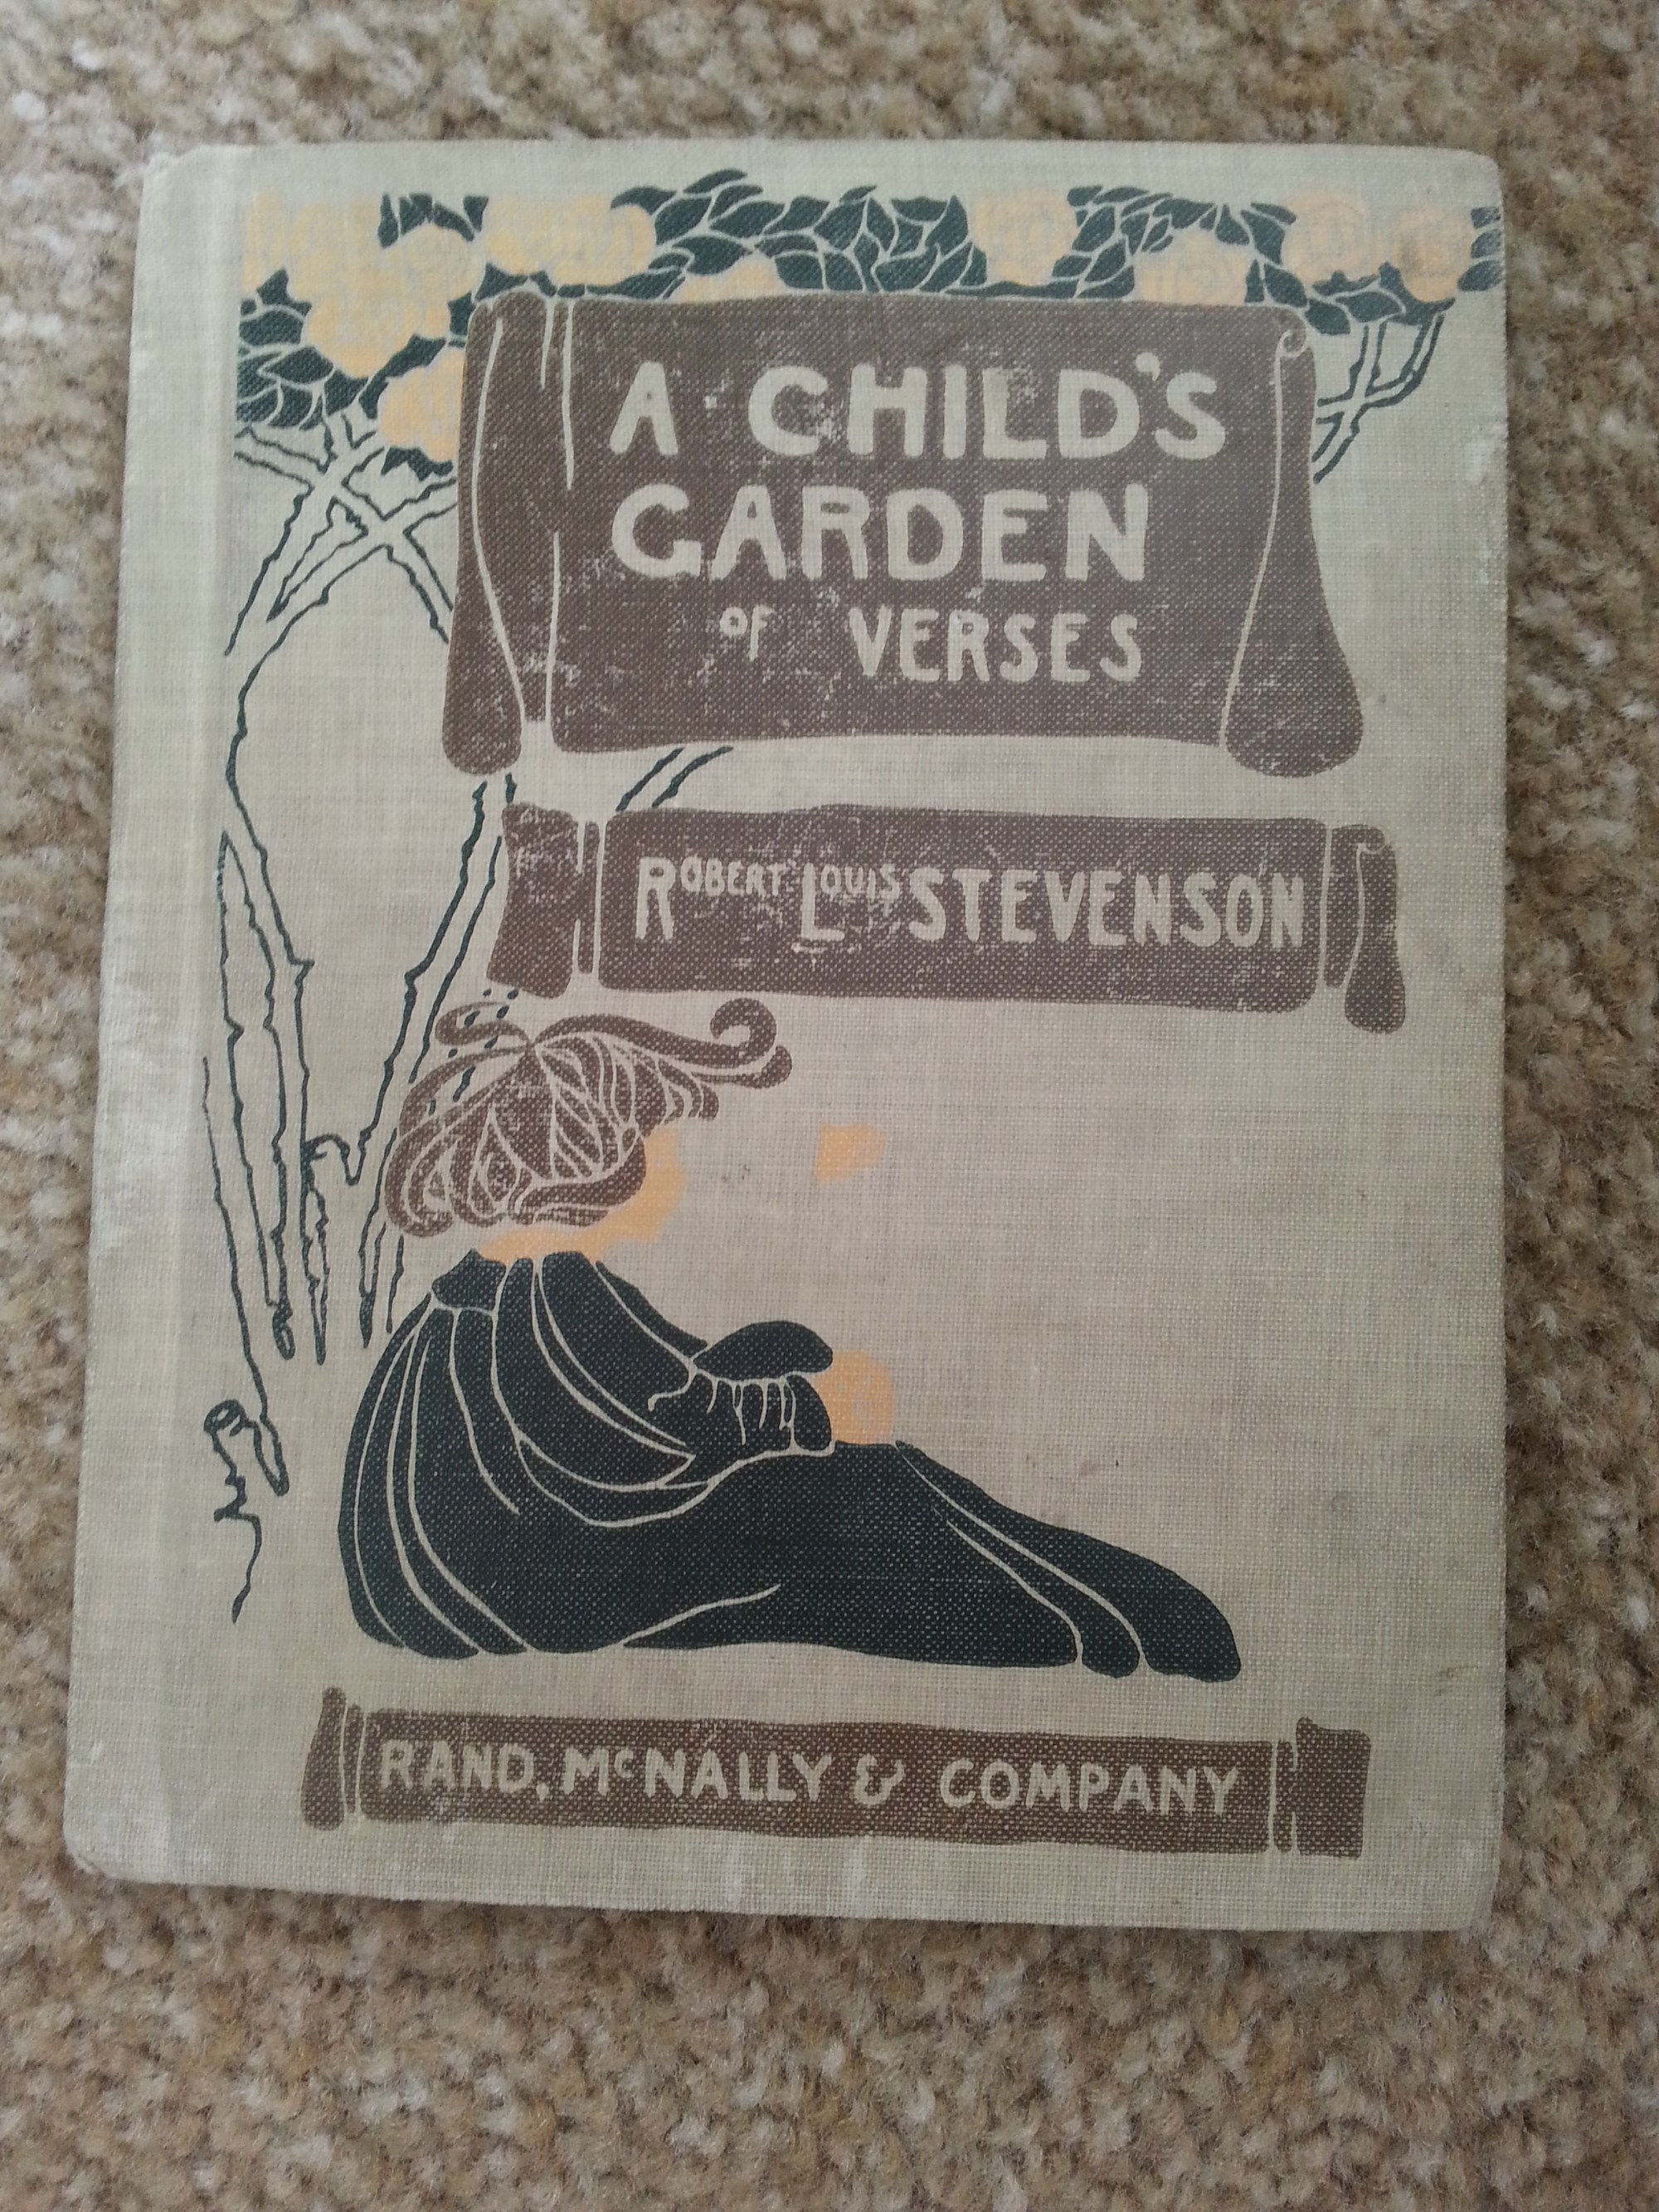 A CHILD'S
GARDEN
OF VERSES
ROBERT LOUIS STEVENSON
RAND, McNALLY & COMPANY